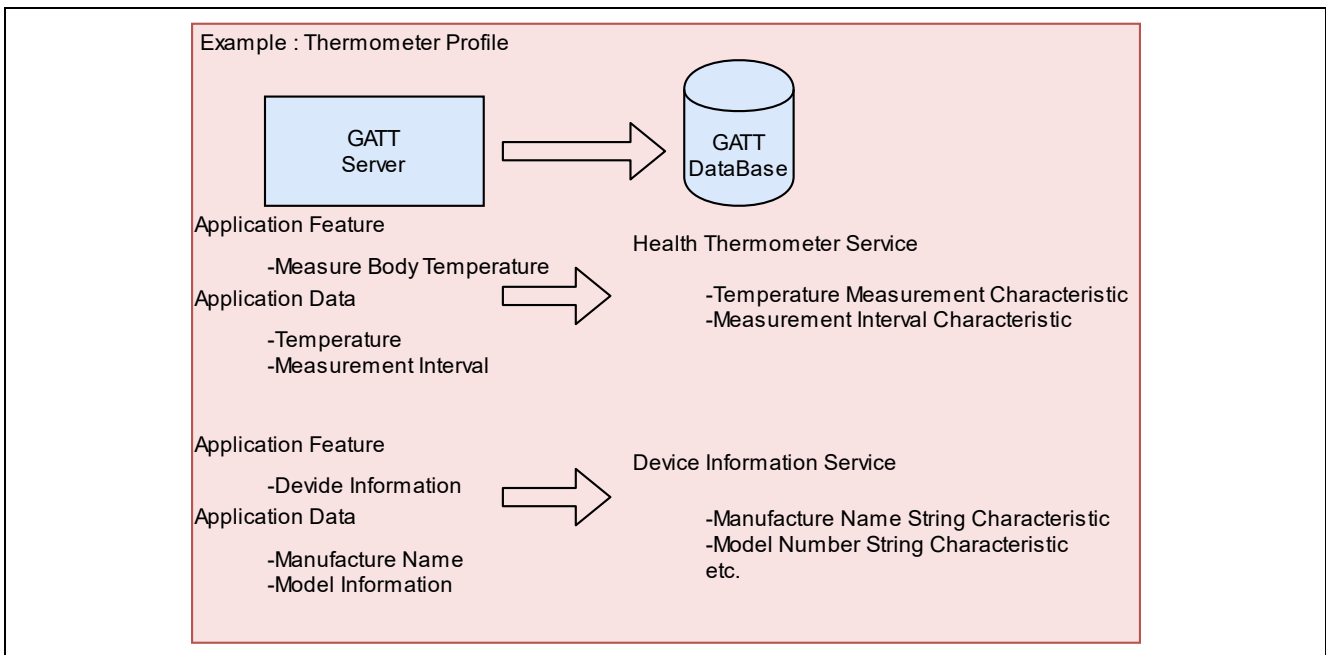 Example : Thermometer Profile
GATT
Server
GATT
DataBase
Application Feature
-Measure Body Temperature
Application Data
-Temperature
-Measurement Interval
Health Thermometer Service
-Temperature Measurement Characteristic
-Measurement Interval Characteristic
Application Feature
-Devide Information
Application Data
-Manufacture Name
-Model Information
Device Information Service
-Manufacture Name String Characteristic
-Model Number String Characteristic
etc.